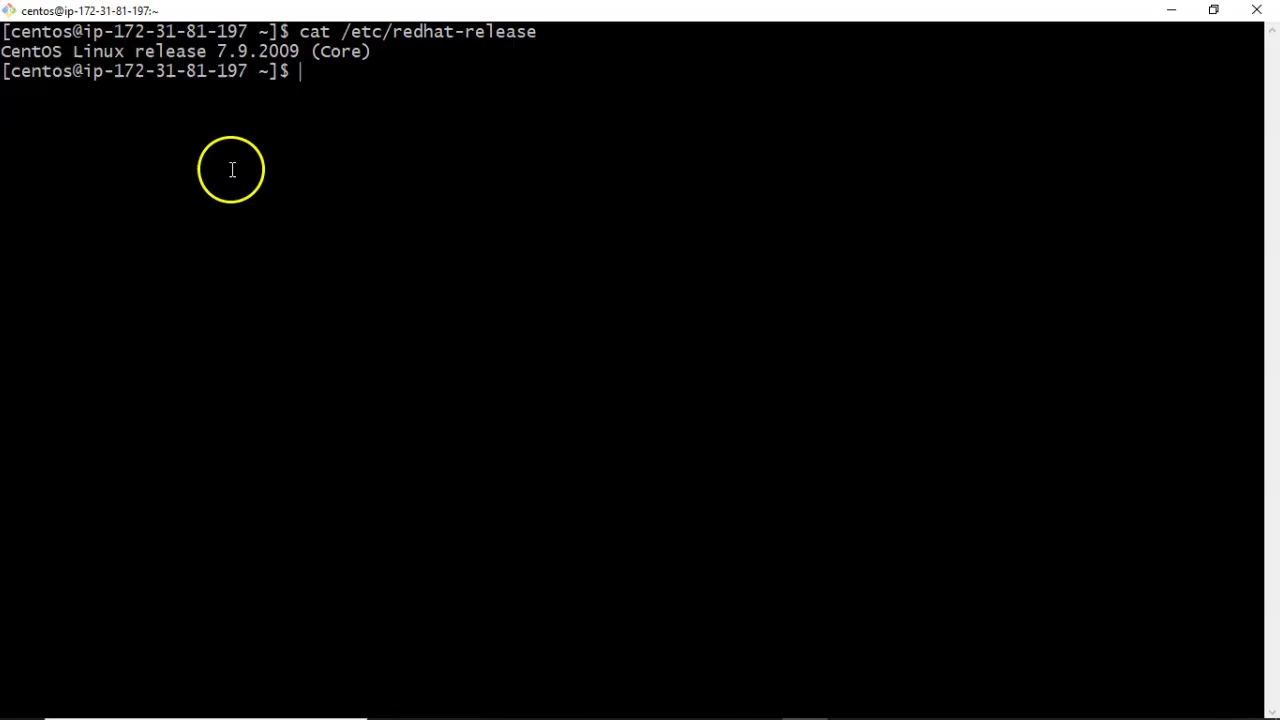 centos@ip-172-31-81-197:~
[centos@ip-172-31-81-197 ~]$ cat /etc/redhat-release
CentOS Linux release 7.9.2009 (Core)
[centos@ip-172-31-81-197 ~]$